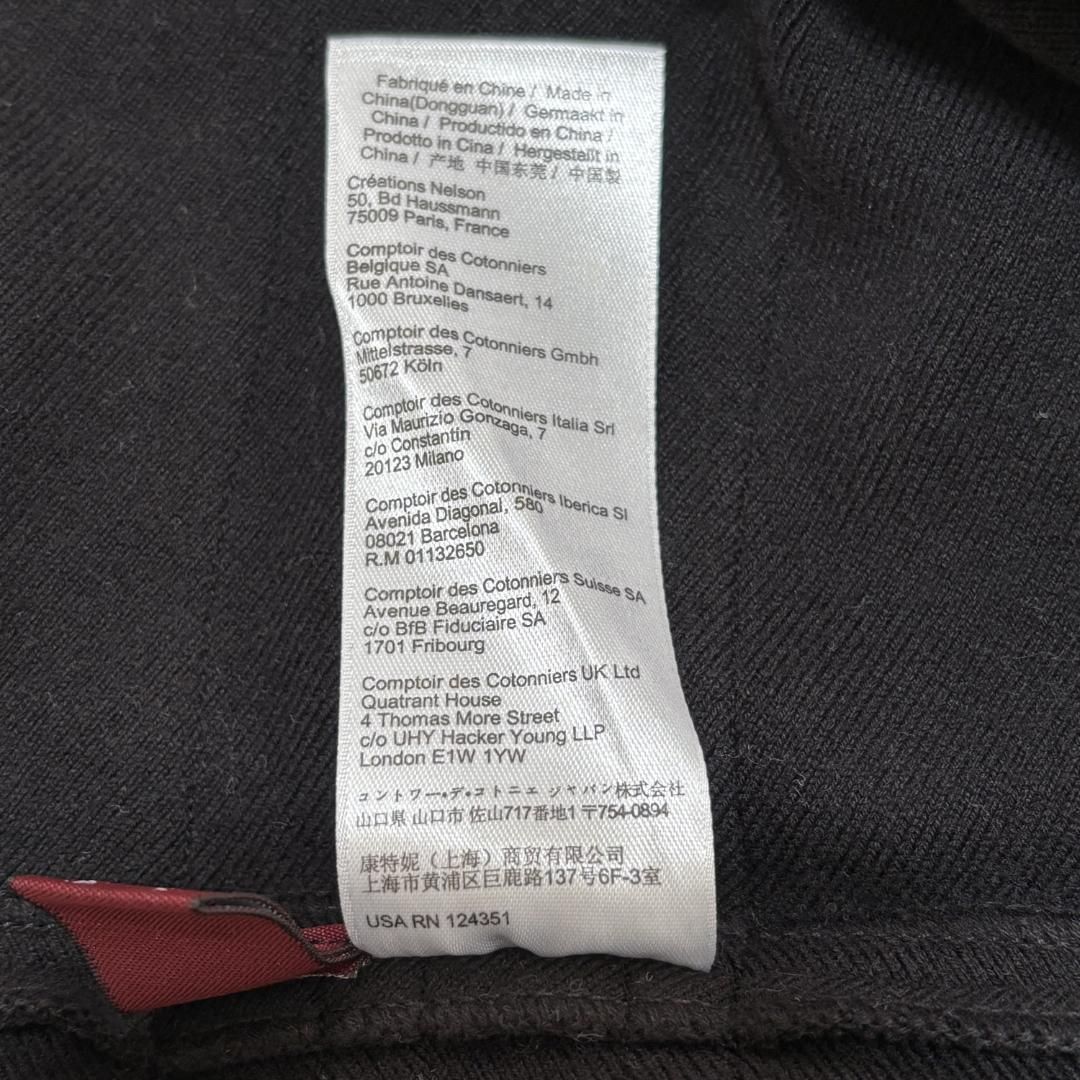 Fabriqué en Chine / Made in
China(Dongguan) / Germaakt in
China / Productido en China /
Prodotto in Cina / Hergestellt in
China / 产地 中国东莞 / 中国製
Créations Nelson
50, Bd Haussmann
75009 Paris, France
Comptoir des Cotonniers
Belgique SA
Rue Antoine Dansaert, 14
1000 Bruxelles
Comptoir des Cotonniers Gmbh
Mittelstrasse, 7
50672 Köln
Comptoir des Cotonniers Italia Srl
Via Maurizio Gonzaga, 7
c/o Constantin
20123 Milano
Comptoir des Cotonniers Iberica Sl
Avenida Diagonal, 580
08021 Barcelona
R.M 01132650
Comptoir des Cotonniers Suisse SA
Avenue Beauregard, 12
c/o BfB Fiduciaire SA
1701 Fribourg
Comptoir des Cotonniers UK Ltd
Quatrant House
4 Thomas More Street
c/o UHY Hacker Young LLP
London E1W 1YW
コントワー・デ・コトニエ ジャパン株式会社
山口県 山口市 佐山717番地1 〒754-0894
康特妮（上海）商贸有限公司
上海市黄浦区巨鹿路137号6F-3室
USA RN 124351